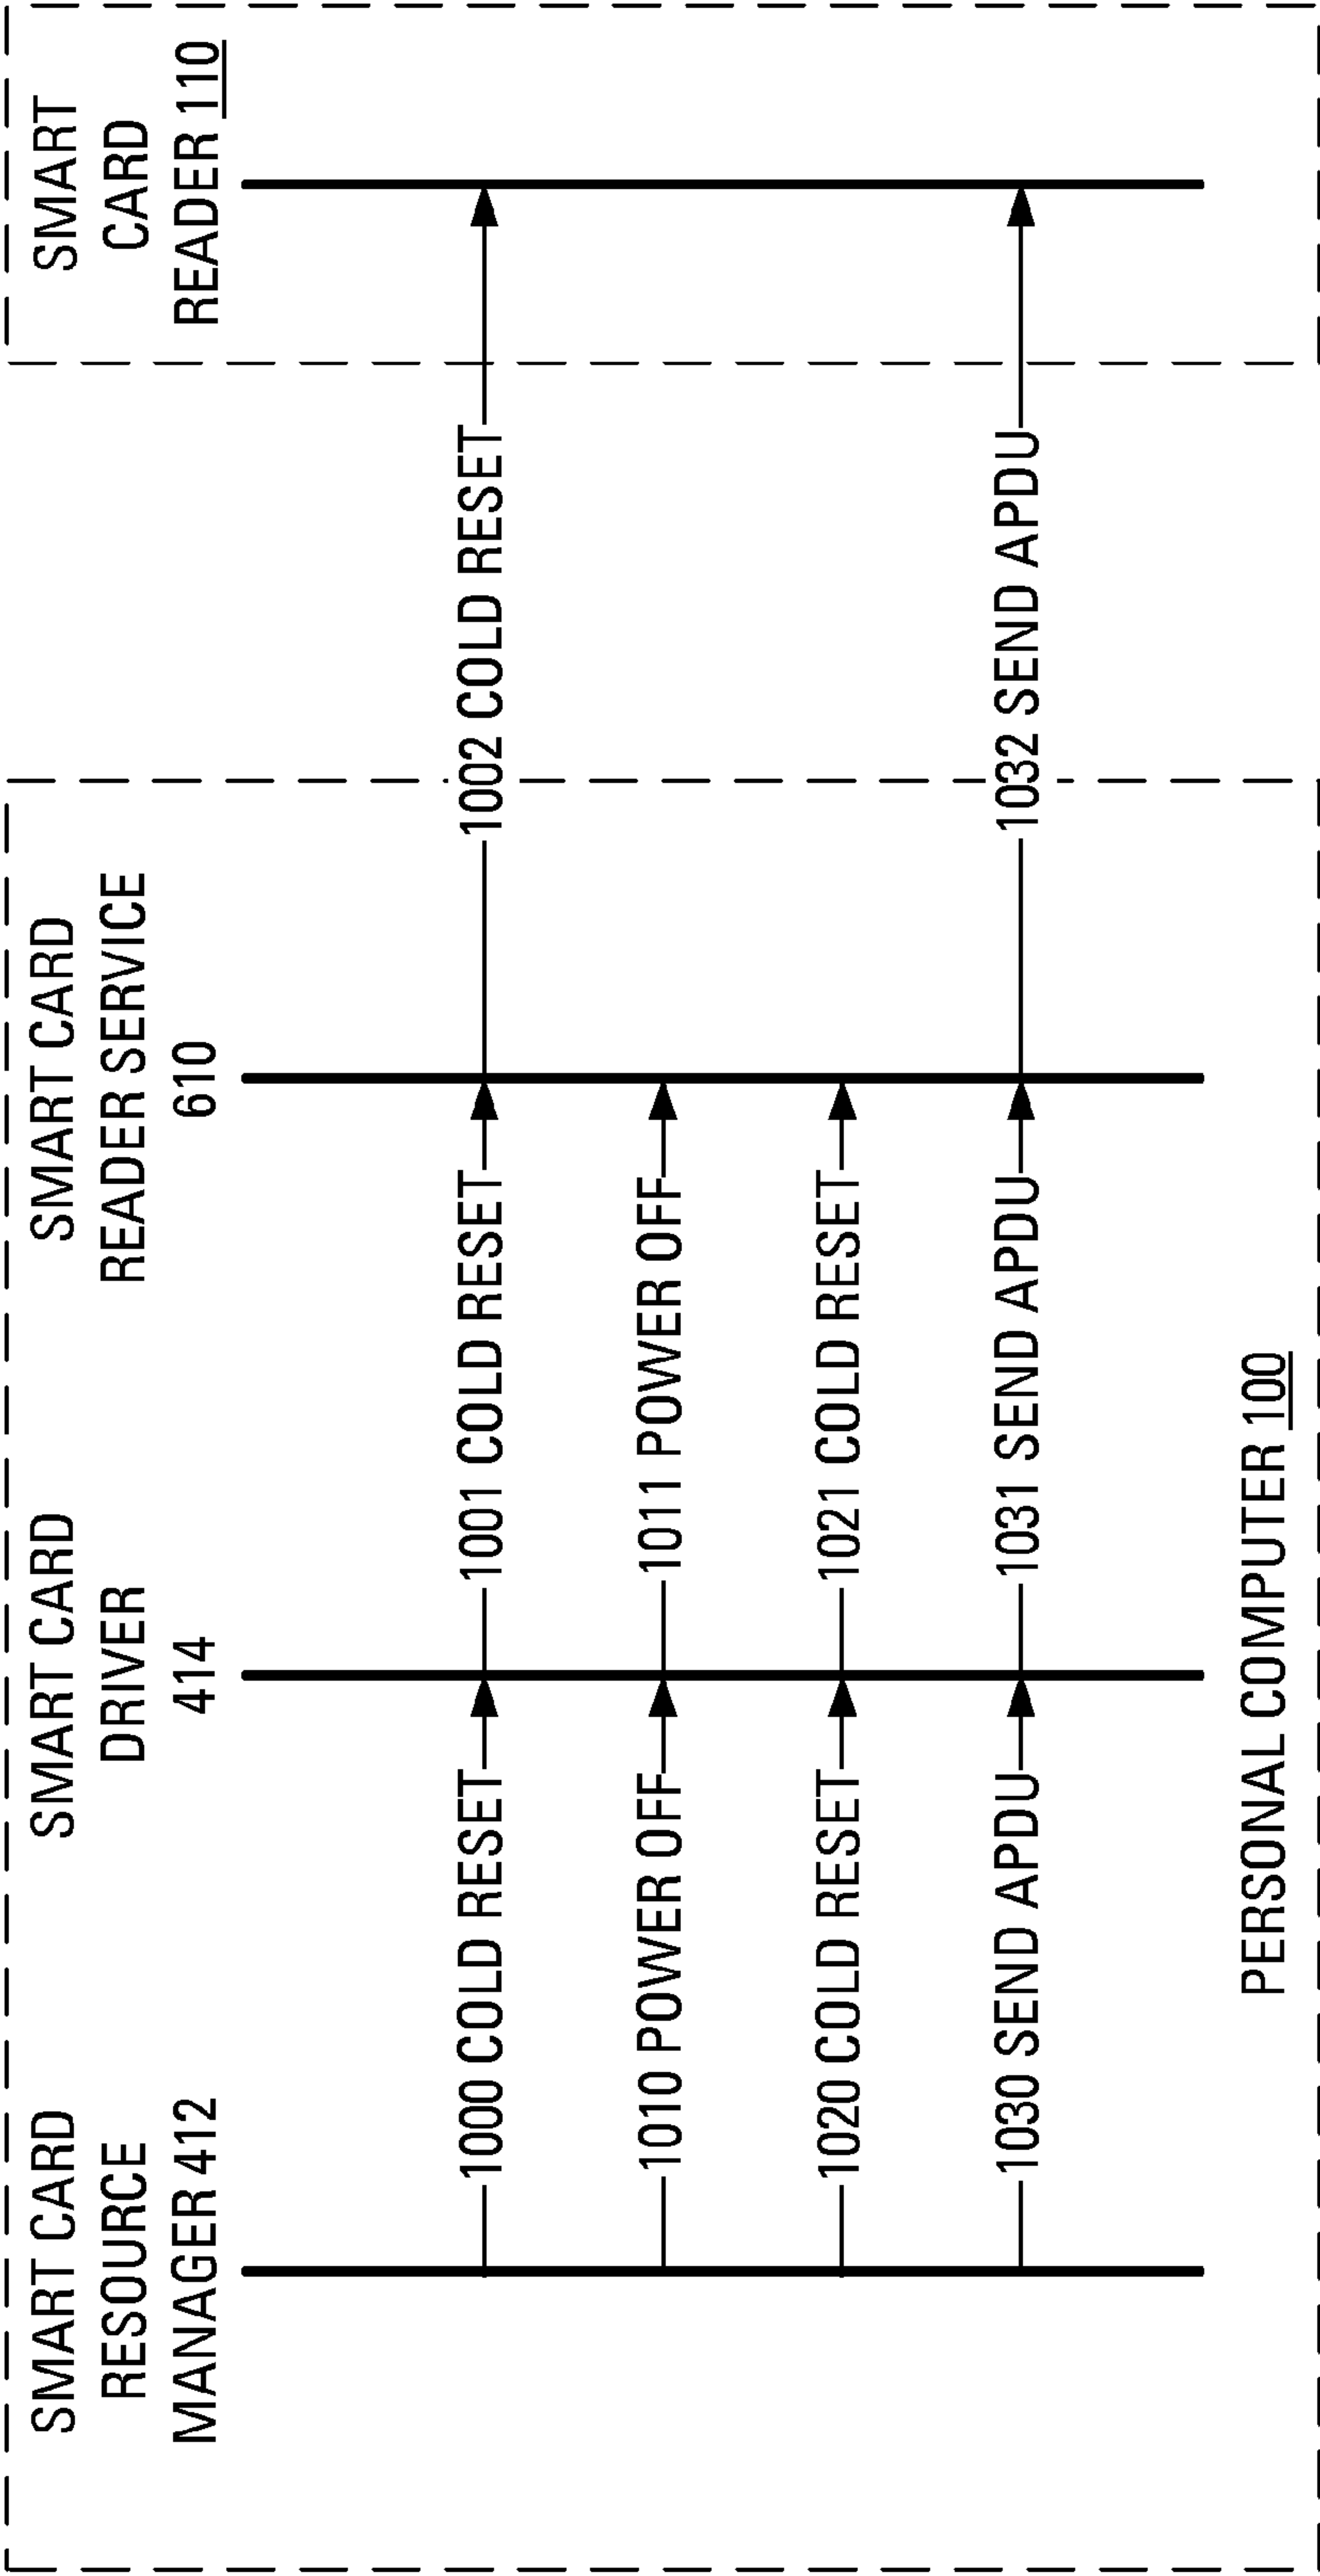 SMART CARD
RESOURCE
MANAGER 412
SMART CARD
DRIVER
414
SMART CARD
READER SERVICE
610
SMART
CARD
READER 110
1000 COLD RESET
1001 COLD RESET
1002 COLD RESET
1010 POWER OFF
1011 POWER OFF
1020 COLD RESET
1021 COLD RESET
1030 SEND APDU
1031 SEND APDU
1032 SEND APDU
PERSONAL COMPUTER 100